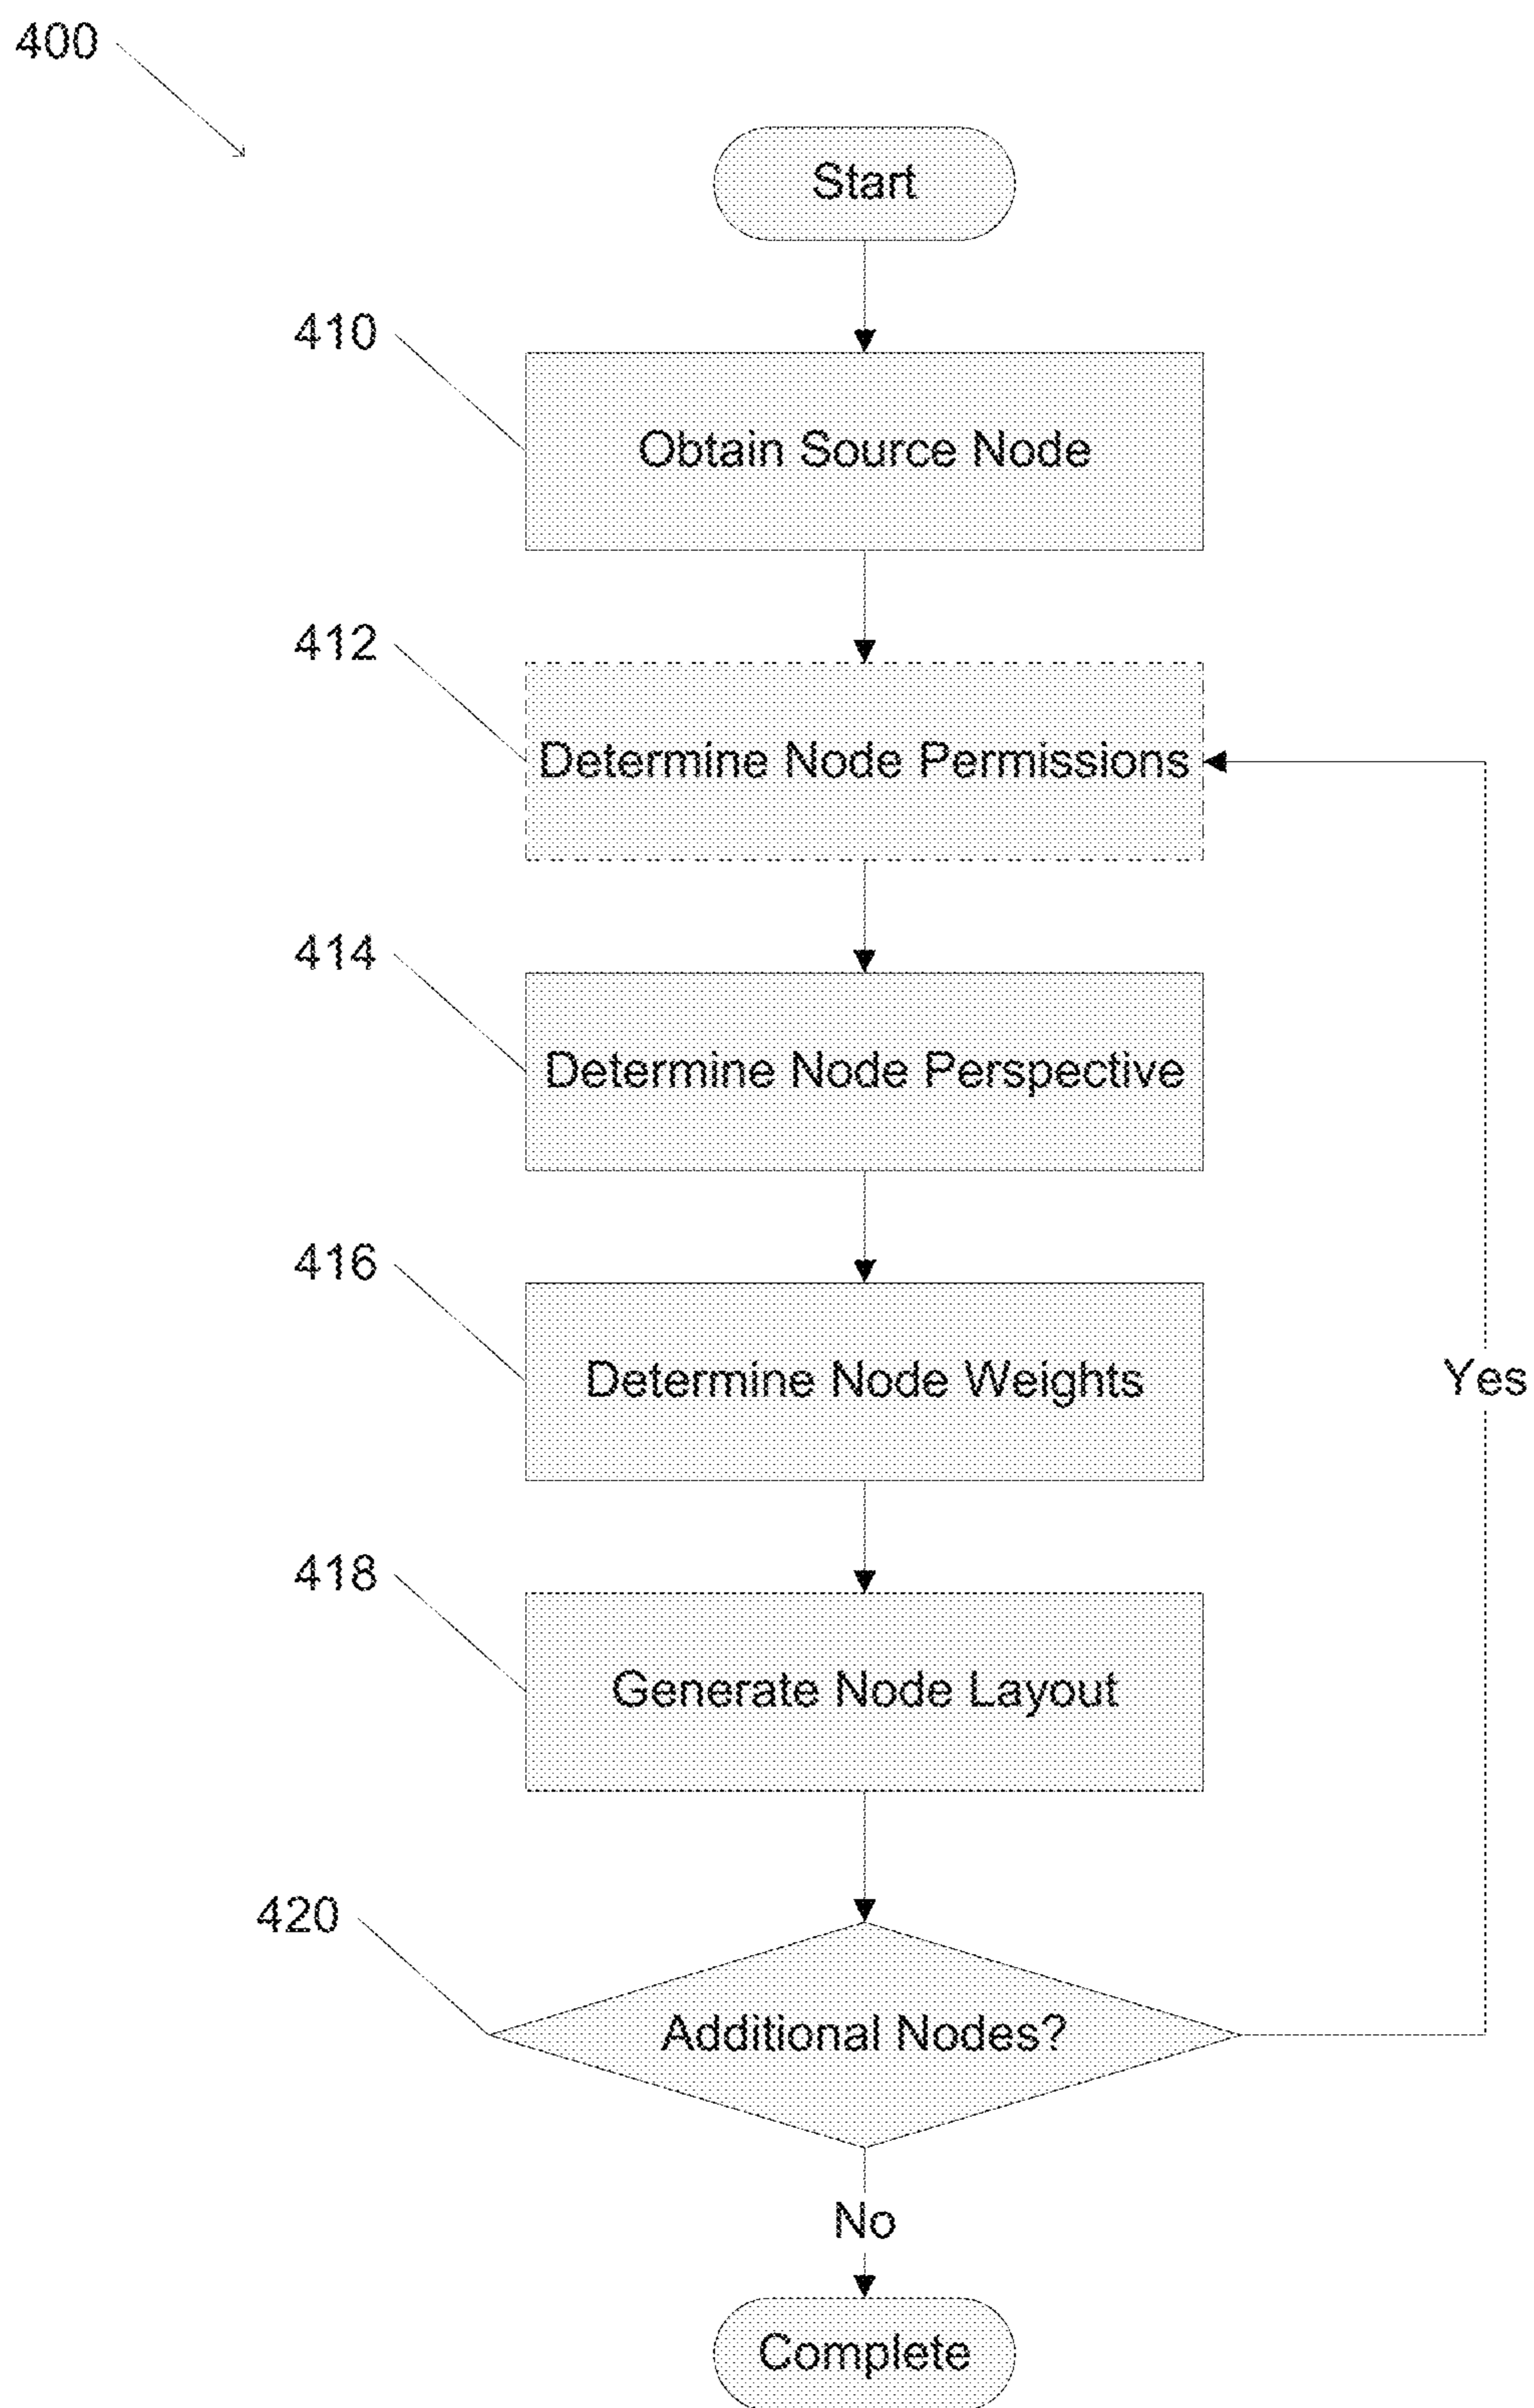 400
Start
410
Obtain Source Node
412
Determine Node Permissions
414
Determine Node Perspective
416
Determine Node Weights
Yes
418
Generate Node Layout
420
Additional Nodes?
No
Complete